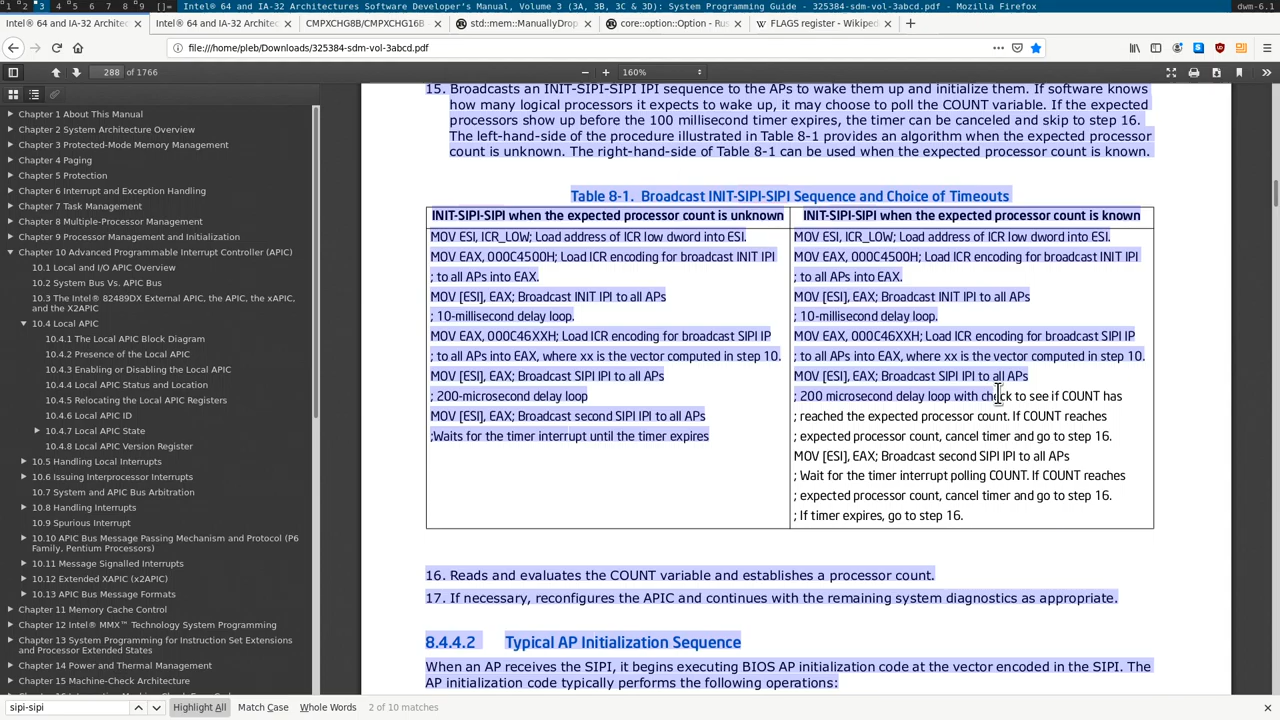 1 2 3 4 5 6 7 8 9 []= Intel® 64 and IA-32 Architectures Software Developer's Manual, Volume 3 (3A, 3B, 3C & 3D): System Programming Guide - 325384-sdm-vol-3abcd.pdf - Mozilla Firefox dwm-6.1
Intel® 64 and IA-32 Architec × Intel® 64 and IA-32 Architec × CMPXCHG8B/CMPXCHG16B - × std::mem::ManuallyDrop × core::option::Option - Rus × FLAGS register - Wikiped × +
file:///home/pleb/Downloads/325384-sdm-vol-3abcd.pdf
288 of 1766 160%
Chapter 1 About This Manual
Chapter 2 System Architecture Overview
Chapter 3 Protected-Mode Memory Management
Chapter 4 Paging
Chapter 5 Protection
Chapter 6 Interrupt and Exception Handling
Chapter 7 Task Management
Chapter 8 Multiple-Processor Management
Chapter 9 Processor Management and Initialization
Chapter 10 Advanced Programmable Interrupt Controller (APIC)
10.1 Local and I/O APIC Overview
10.2 System Bus Vs. APIC Bus
10.3 The Intel® 82489DX External APIC, the APIC, the xAPIC,
and the X2APIC
10.4 Local APIC
10.4.1 The Local APIC Block Diagram
10.4.2 Presence of the Local APIC
10.4.3 Enabling or Disabling the Local APIC
10.4.4 Local APIC Status and Location
10.4.5 Relocating the Local APIC Registers
10.4.6 Local APIC ID
10.4.7 Local APIC State
10.4.8 Local APIC Version Register
10.5 Handling Local Interrupts
10.6 Issuing Interprocessor Interrupts
10.7 System and APIC Bus Arbitration
10.8 Handling Interrupts
10.9 Spurious Interrupt
10.10 APIC Bus Message Passing Mechanism and Protocol (P6
Family, Pentium Processors)
10.11 Message Signalled Interrupts
10.12 Extended XAPIC (x2APIC)
10.13 APIC Bus Message Formats
Chapter 11 Memory Cache Control
Chapter 12 Intel® MMX™ Technology System Programming
Chapter 13 System Programming for Instruction Set Extensions
and Processor Extended States
Chapter 14 Power and Thermal Management
Chapter 15 Machine-Check Architecture
15. Broadcasts an INIT-SIPI-SIPI IPI sequence to the APs to wake them up and initialize them. If software knows
how many logical processors it expects to wake up, it may choose to poll the COUNT variable. If the expected
processors show up before the 100 millisecond timer expires, the timer can be canceled and skip to step 16.
The left-hand-side of the procedure illustrated in Table 8-1 provides an algorithm when the expected processor
count is unknown. The right-hand-side of Table 8-1 can be used when the expected processor count is known.
Table 8-1. Broadcast INIT-SIPI-SIPI Sequence and Choice of Timeouts
INIT-SIPI-SIPI when the expected processor count is unknown
MOV ESI, ICR_LOW; Load address of ICR low dword into ESI.
MOV EAX, 000C4500H; Load ICR encoding for broadcast INIT IPI
; to all APs into EAX.
MOV [ESI], EAX; Broadcast INIT IPI to all APs
; 10-millisecond delay loop.
MOV EAX, 000C46XXH; Load ICR encoding for broadcast SIPI IP
; to all APs into EAX, where xx is the vector computed in step 10.
MOV [ESI], EAX; Broadcast SIPI IPI to all APs
; 200-microsecond delay loop
MOV [ESI], EAX; Broadcast second SIPI IPI to all APs
;Waits for the timer interrupt until the timer expires
INIT-SIPI-SIPI when the expected processor count is known
MOV ESI, ICR_LOW; Load address of ICR low dword into ESI.
MOV EAX, 000C4500H; Load ICR encoding for broadcast INIT IPI
; to all APs into EAX.
MOV [ESI], EAX; Broadcast INIT IPI to all APs
; 10-millisecond delay loop.
MOV EAX, 000C46XXH; Load ICR encoding for broadcast SIPI IP
; to all APs into EAX, where xx is the vector computed in step 10.
MOV [ESI], EAX; Broadcast SIPI IPI to all APs
; 200 microsecond delay loop with check to see if COUNT has
; reached the expected processor count. If COUNT reaches
; expected processor count, cancel timer and go to step 16.
MOV [ESI], EAX; Broadcast second SIPI IPI to all APs
; Wait for the timer interrupt polling COUNT. If COUNT reaches
; expected processor count, cancel timer and go to step 16.
; If timer expires, go to step 16.
16. Reads and evaluates the COUNT variable and establishes a processor count.
17. If necessary, reconfigures the APIC and continues with the remaining system diagnostics as appropriate.
8.4.4.2 Typical AP Initialization Sequence
When an AP receives the SIPI, it begins executing BIOS AP initialization code at the vector encoded in the SIPI. The
AP initialization code typically performs the following operations:
sipi-sipi Highlight All Match Case Whole Words 2 of 10 matches